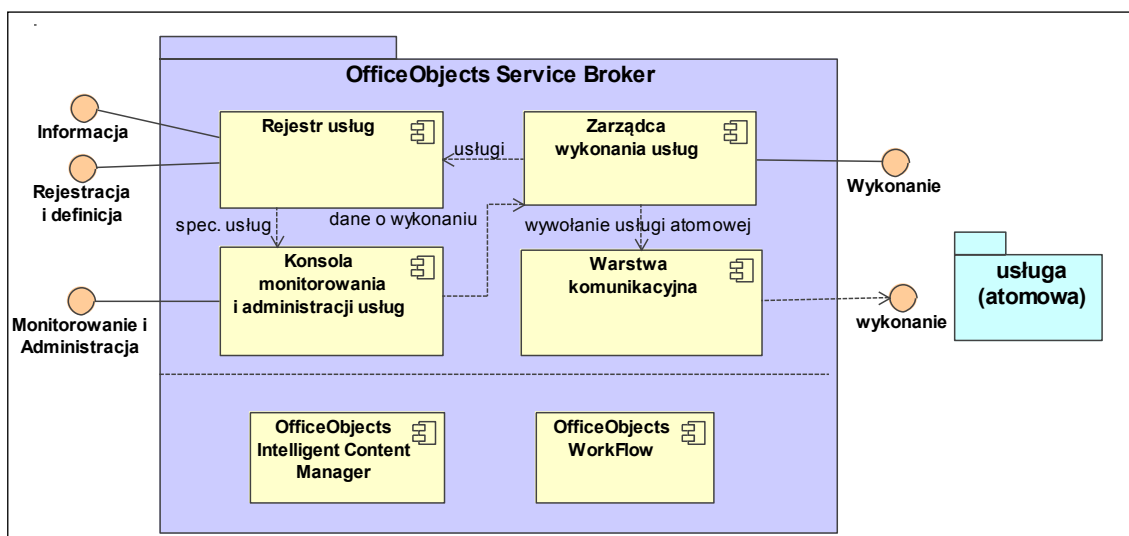 OfficeObjects Service Broker
Informacja
Rejestracja
i definicja
Monitorowanie i
Administracja
Rejestr usług
usługi
Zarządca
wykonania usług
Wykonanie
spec. usług
dane o wykonaniu
wywołanie usługi atomowej
Konsola
monitorowania
i administracji usług
Warstwa
komunikacyjna
wykonanie
usługa
(atomowa)
OfficeObjects
Intelligent Content
Manager
OfficeObjects
WorkFlow